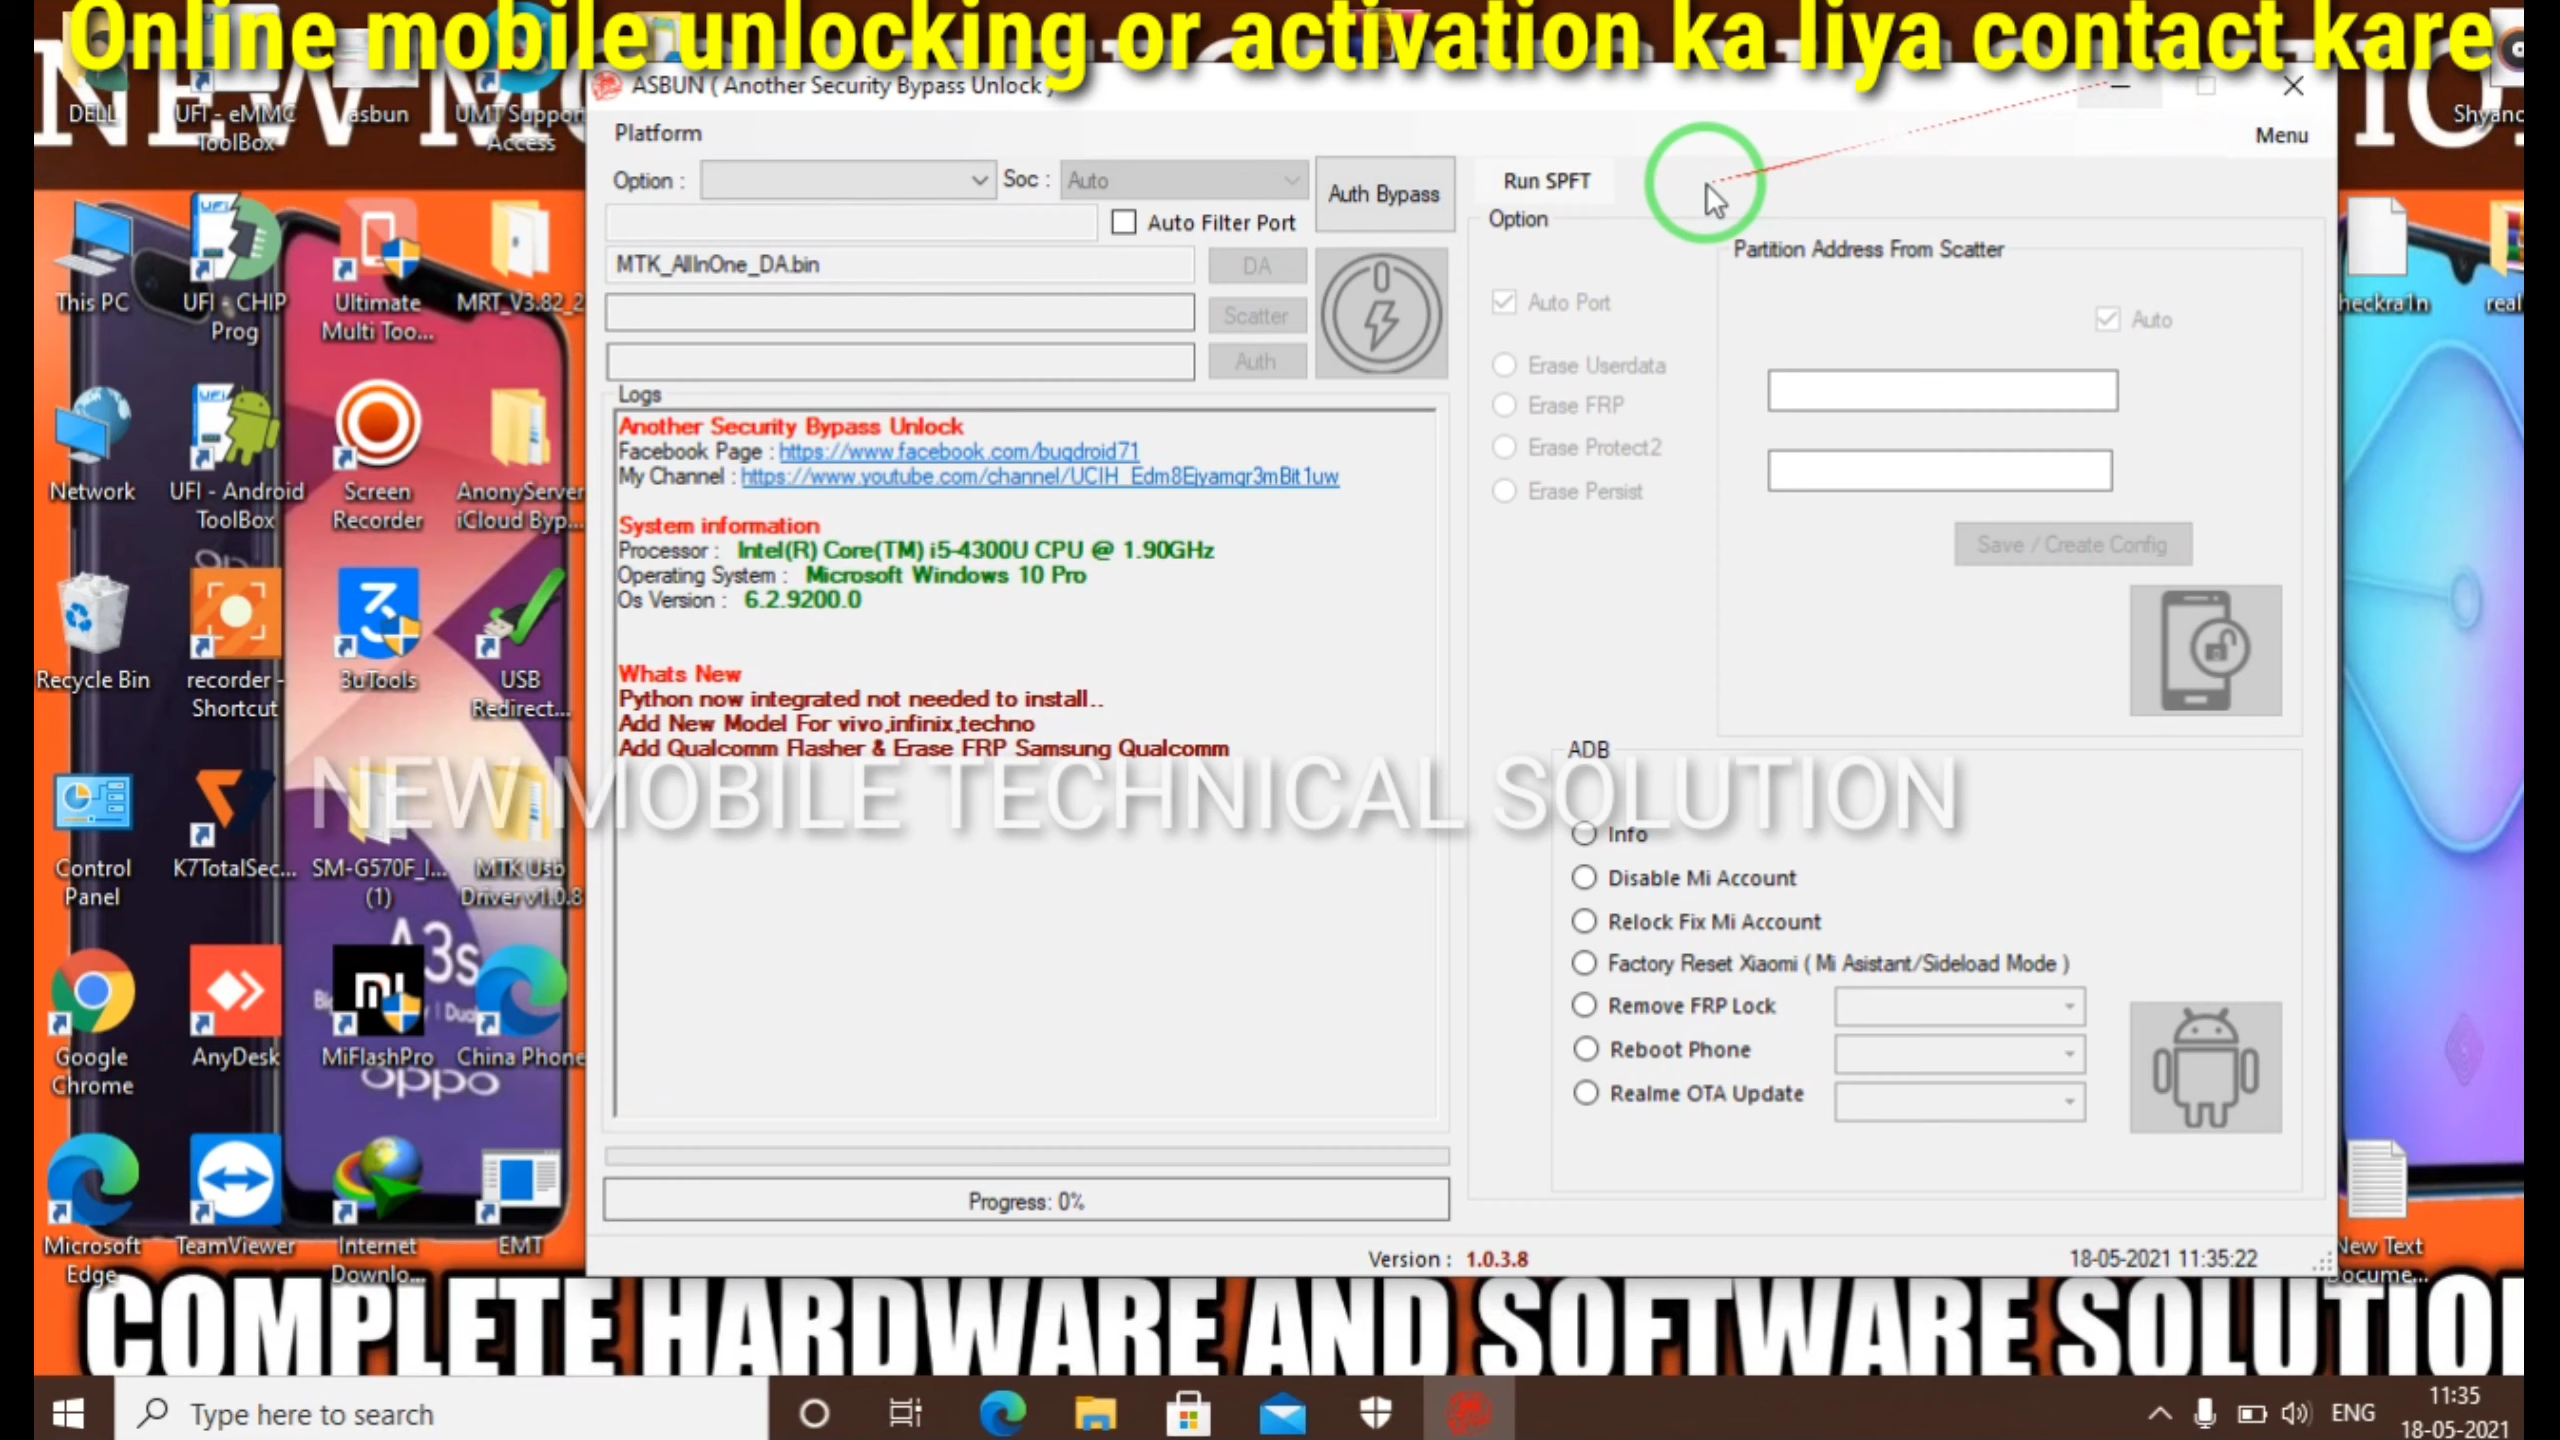 Online mobile unlocking or activation ka liya contact kare
NEW M
DELL
UFI - eMMC ToolBox
asbun
UMT Support Access
ASBUN ( Another Security Bypass Unlock )
Platform
Menu
Option :
Soc :
Auto
Auth Bypass
Run SPFT
Auto Filter Port
Option
MTK_AllInOne_DA.bin
DA
Partition Address From Scatter
Scatter
Auto Port
Auto
Auth
Erase Userdata
Erase FRP
Erase Protect2
Erase Persist
Save / Create Config
Logs
Another Security Bypass Unlock
Facebook Page : https://www.facebook.com/bugdroid71
My Channel : https://www.youtube.com/channel/UCIH_Edm8Ejyamqr3mBit1uw
System information
Processor : Intel(R) Core(TM) i5-4300U CPU @ 1.90GHz
Operating System : Microsoft Windows 10 Pro
Os Version : 6.2.9200.0
Whats New
Python now integrated not needed to install..
Add New Model For vivo,infinix,techno
Add Qualcomm Flasher & Erase FRP Samsung Qualcomm
NEW MOBILE TECHNICAL SOLUTION
ADB
Info
Disable Mi Account
Relock Fix Mi Account
Factory Reset Xiaomi ( Mi Asistant/Sideload Mode )
Remove FRP Lock
Reboot Phone
Realme OTA Update
Progress: 0%
Version : 1.0.3.8
18-05-2021 11:35:22
This PC
UFI - CHIP Prog
Ultimate Multi Too...
MRT_V3.82_2
Network
UFI - Android ToolBox
Screen Recorder
AnonyServer iCloud Byp...
Recycle Bin
recorder - Shortcut
3uTools
USB Redirect...
Control Panel
K7TotalSec...
SM-G570F_I... (1)
MTK Usb Driver v1.0.8
A3s
Google Chrome
AnyDesk
MiFlashPro
China Phone
oppo
Microsoft Edge
TeamViewer
Internet Downlo...
EMT
heckra1n
real
New Text Docume...
COMPLETE HARDWARE AND SOFTWARE SOLUTIO
Type here to search
ENG
11:35
18-05-2021